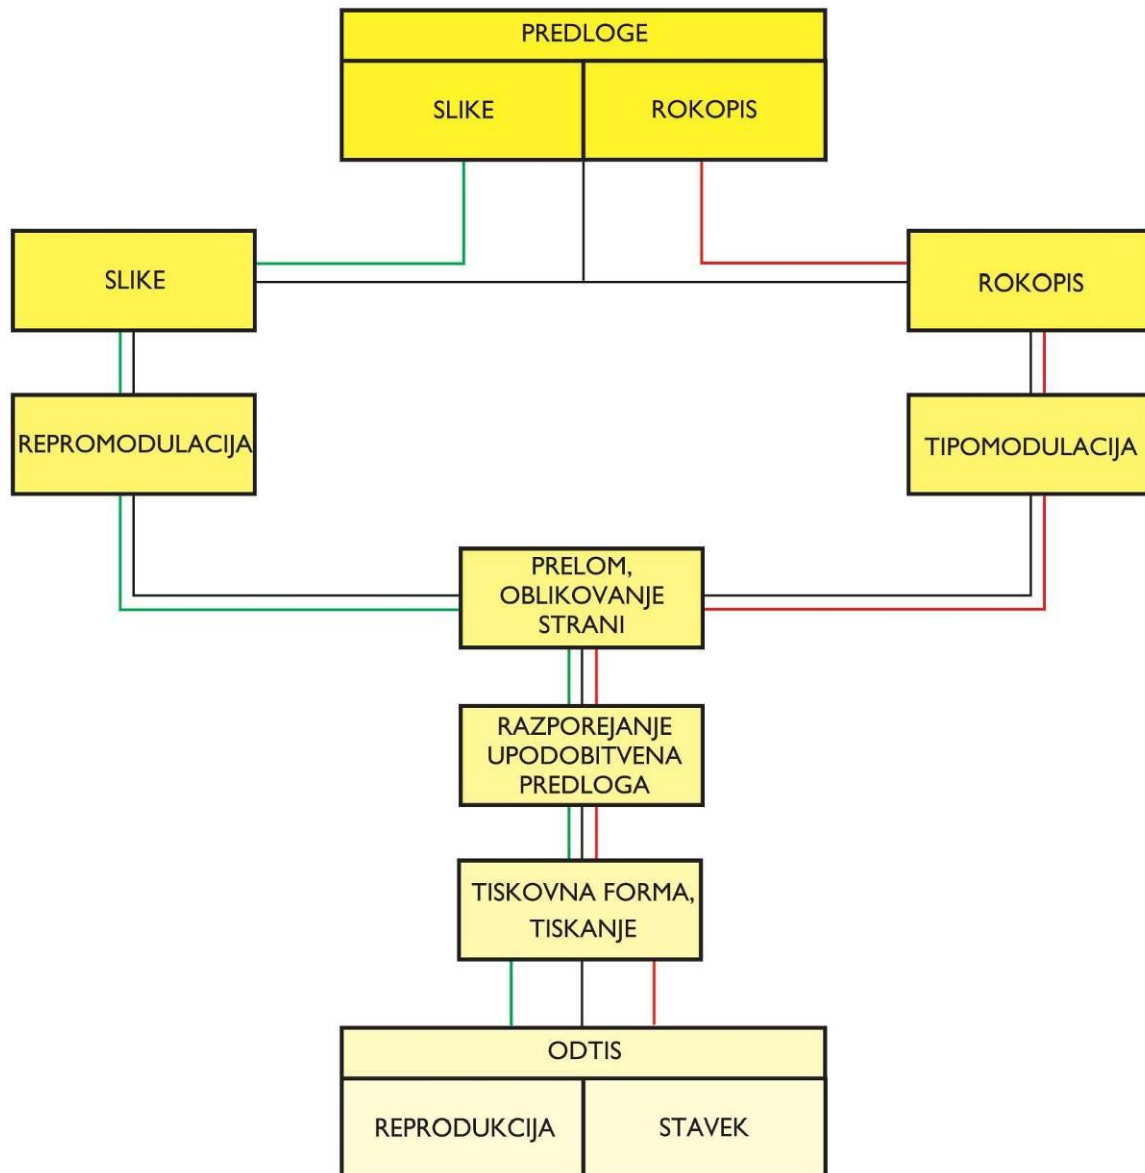 PREDLOGE
SLIKE
ROKOPIS
SLIKE
ROKOPIS
REPROMODULACIJA
TIPOMODULACIJA
PRELOM,
OBLIKOVANJE
STRANI
RAZPOREJANJE
UPODOBITVENA
PREDLOGA
TISKOVNA FORMA,
TISKANJE
ODTIS
REPRODUKCIJA
STAVEK